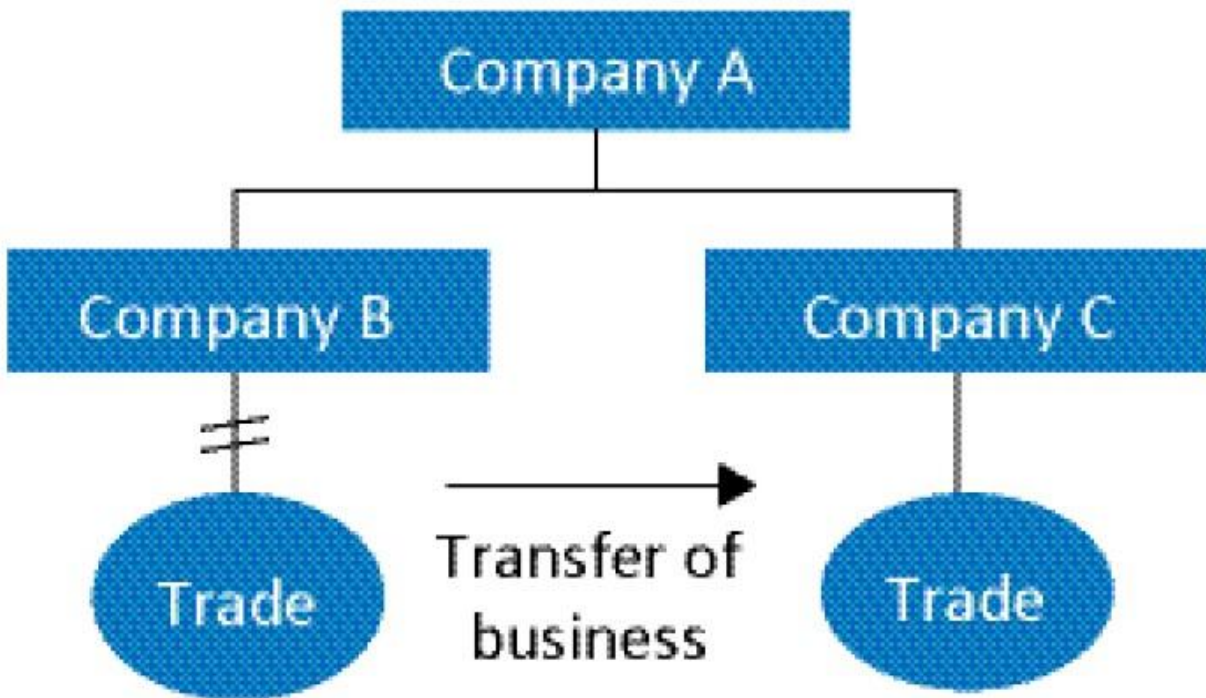 Company A
Company B
Company C
Trade
Transfer of
business
Trade